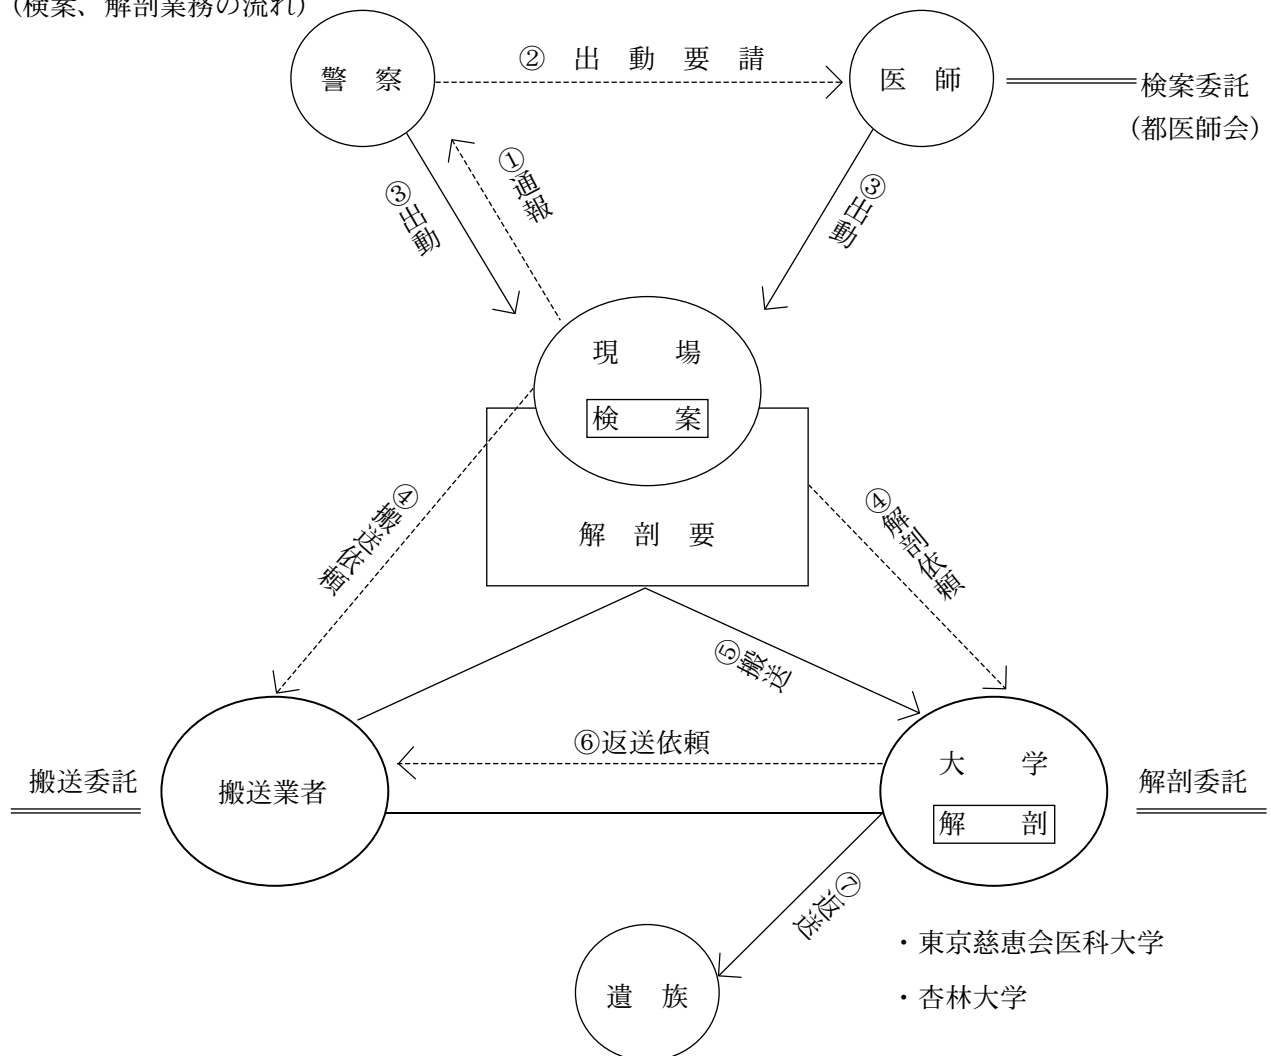 （検案、解剖業務の流れ）
警　察
② 出 動 要 請
医　師
検案委託
（都医師会）
①通報
③出動
③出動
現　場
検　案
解 剖 要
④搬送依頼
④解剖依頼
⑤搬送
⑥返送依頼
搬送委託
搬送業者
大　学
解　剖
解剖委託
⑦返送
・東京慈恵会医科大学
・杏林大学
遺　族